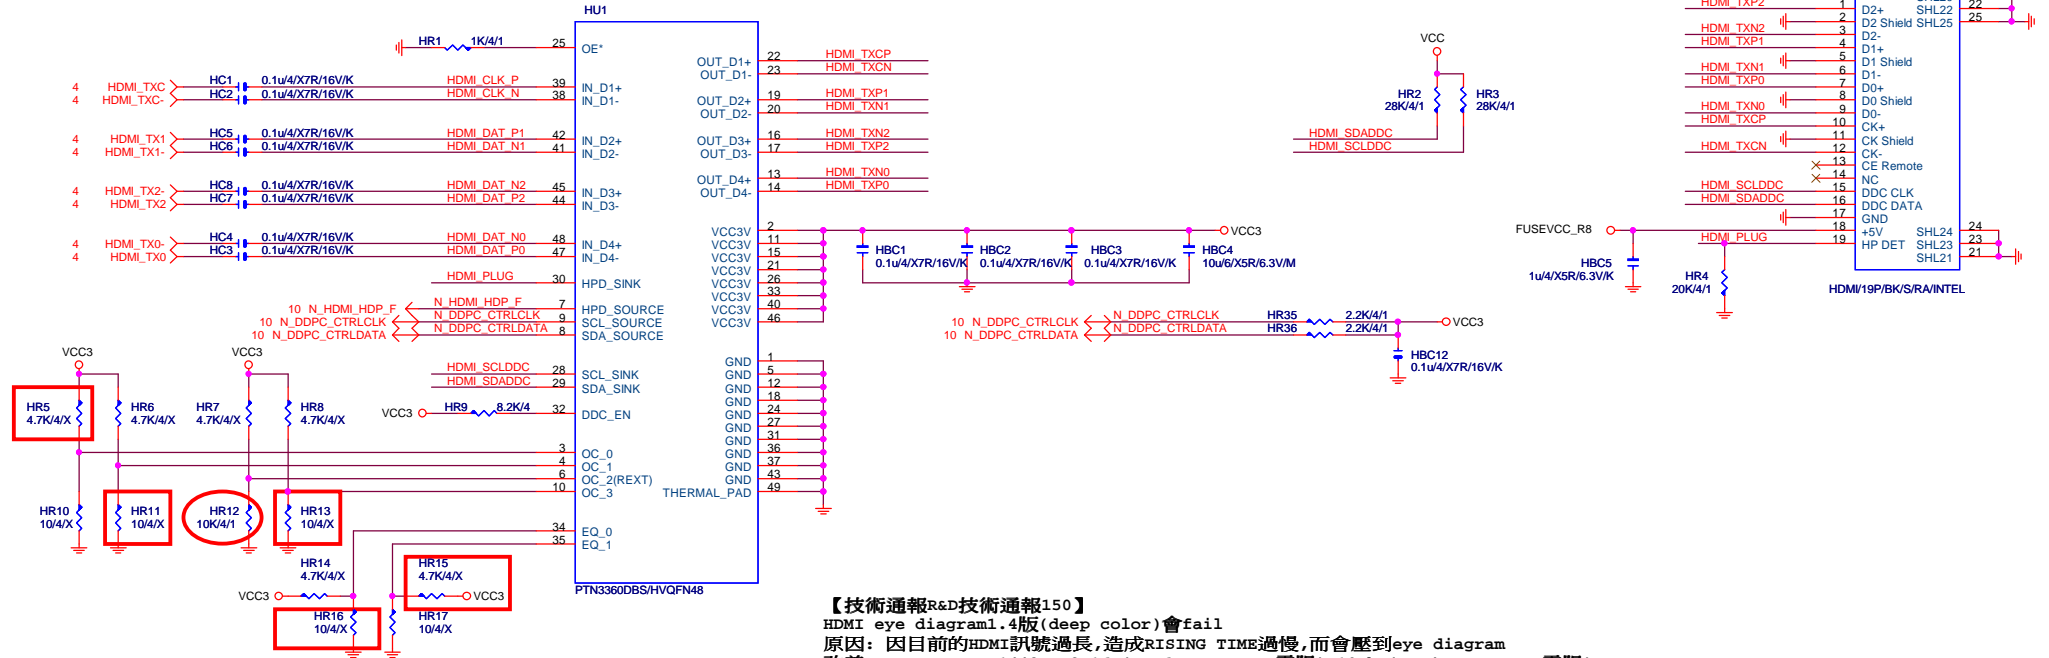 HU1
HR1 1K/4/1 25 OE*
4 HDMI_TXC HC1 0.1u/4/X7R/16V/K HDMI_CLK_P 39 IN_D1+
4 HDMI_TXC- HC2 0.1u/4/X7R/16V/K HDMI_CLK_N 38 IN_D1-
4 HDMI_TX1 HC5 0.1u/4/X7R/16V/K HDMI_DAT_P1 42 IN_D2+
4 HDMI_TX1- HC6 0.1u/4/X7R/16V/K HDMI_DAT_N1 41 IN_D2-
4 HDMI_TX2- HC8 0.1u/4/X7R/16V/K HDMI_DAT_N2 45 IN_D3+
4 HDMI_TX2 HC7 0.1u/4/X7R/16V/K HDMI_DAT_P2 44 IN_D3-
4 HDMI_TX0- HC4 0.1u/4/X7R/16V/K HDMI_DAT_N0 48 IN_D4+
4 HDMI_TX0 HC3 0.1u/4/X7R/16V/K HDMI_DAT_P0 47 IN_D4-
HDMI_PLUG 30 HPD_SINK
10 N_HDMI_HDP_F N_HDMI_HDP_F 7 HPD_SOURCE
10 N_DDPC_CTRLCLK N_DDPC_CTRLCLK 9 SCL_SOURCE
10 N_DDPC_CTRLDATA N_DDPC_CTRLDATA 8 SDA_SOURCE
HDMI_SCLDDC 28 SCL_SINK
HDMI_SDADDC 29 SDA_SINK
VCC3 HR9 8.2K/4 32 DDC_EN
VCC3 VCC3
HR5 HR6 HR7 HR8
4.7K/4/X 4.7K/4/X 4.7K/4/X 4.7K/4/X
3 OC_0
4 OC_1
6 OC_2(REXT)
10 OC_3
HR10 HR11 HR12 HR13
10/4/X 10/4/X 10K/4/1 10/4/X
34 EQ_0
35 EQ_1
HR14 HR15
4.7K/4/X 4.7K/4/X
VCC3 VCC3
HR16 HR17
10/4/X 10/4/X
PTN3360DBS/HVQFN48
OUT_D1+ 22 HDMI_TXCP
OUT_D1- 23 HDMI_TXCN
OUT_D2+ 19 HDMI_TXP1
OUT_D2- 20 HDMI_TXN1
OUT_D3+ 16 HDMI_TXN2
OUT_D3- 17 HDMI_TXP2
OUT_D4+ 13 HDMI_TXN0
OUT_D4- 14 HDMI_TXP0
VCC3V 2 VCC3
VCC3V 11
VCC3V 15
VCC3V 21
VCC3V 26
VCC3V 33
VCC3V 40
VCC3V 46
HBC1 HBC2 HBC3 HBC4
0.1u/4/X7R/16V/K 0.1u/4/X7R/16V/K 0.1u/4/X7R/16V/K 10u/6/X5R/6.3V/M
GND 1
GND 5
GND 12
GND 18
GND 24
GND 27
GND 31
GND 36
GND 37
GND 43
THERMAL_PAD 49
VCC
HR2 HR3
28K/4/1 28K/4/1
HDMI_SDADDC
HDMI_SCLDDC
10 N_DDPC_CTRLCLK N_DDPC_CTRLCLK HR35 2.2K/4/1 VCC3
10 N_DDPC_CTRLDATA N_DDPC_CTRLDATA HR36 2.2K/4/1
HBC12
0.1u/4/X7R/16V/K
HDMI_TXP2 1 D2+ SHL22 22
2 D2 Shield SHL25 25
HDMI_TXN2 3 D2-
HDMI_TXP1 4 D1+
5 D1 Shield
HDMI_TXN1 6 D1-
HDMI_TXP0 7 D0+
8 D0 Shield
HDMI_TXN0 9 D0-
HDMI_TXCP 10 CK+
11 CK Shield
HDMI_TXCN 12 CK-
13 CE Remote
14 NC
HDMI_SCLDDC 15 DDC CLK
HDMI_SDADDC 16 DDC DATA
17 GND
FUSEVCC_R8 18 +5V SHL24 24
HDMI_PLUG 19 HP DET SHL23 23
SHL21 21
HBC5
1u/4/X5R/6.3V/K
HR4
20K/4/1
HDMI/19P/BK/S/RA/INTEL
【技術通報R&D技術通報150】
HDMI eye diagram1.4版(deep color)會fail
原因: 因目前的HDMI訊號過長,造成RISING TIME過慢,而會壓到eye diagram